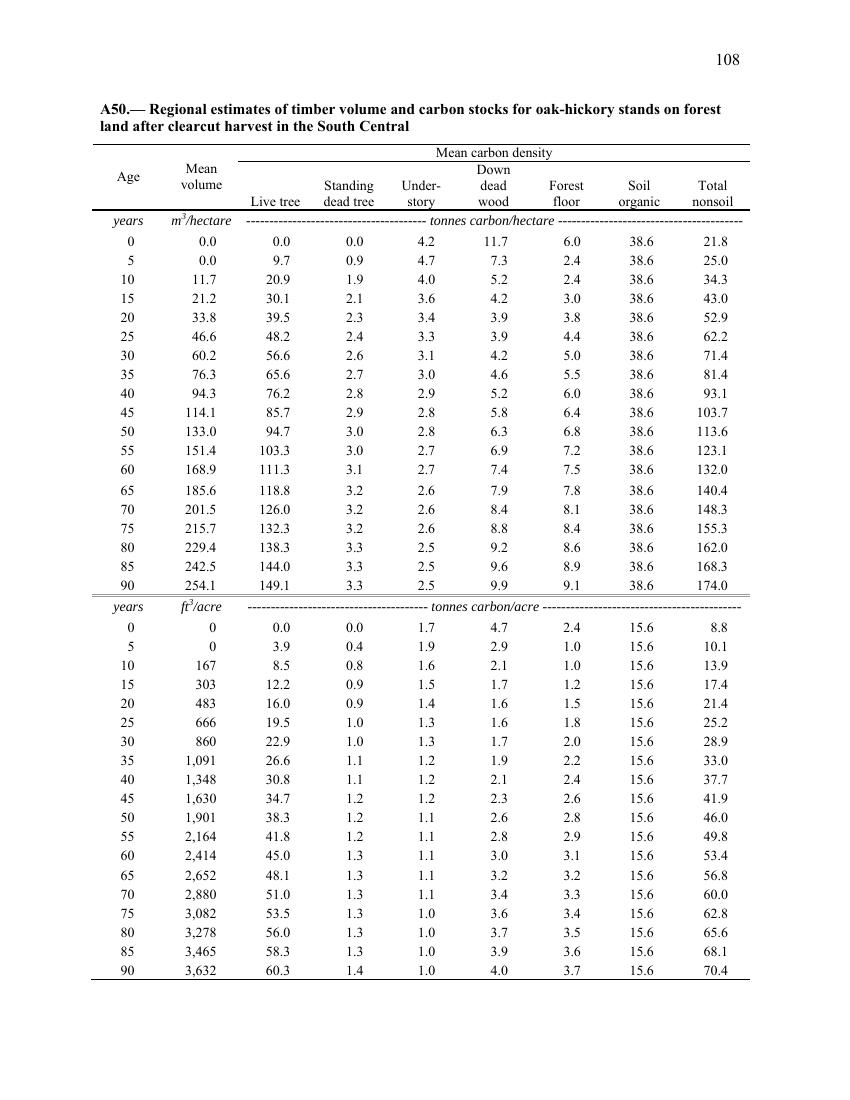 108
A50.— Regional estimates of timber volume and carbon stocks for oak-hickory stands on forest
land after clearcut harvest in the South Central
Age Mean volume Mean carbon density
Live tree Standing dead tree Under-story Down dead wood Forest floor Soil organic Total nonsoil
years m³/hectare ---------------------------------------- tonnes carbon/hectare -----------------------------------------
0 0.0 0.0 0.0 4.2 11.7 6.0 38.6 21.8
5 0.0 9.7 0.9 4.7 7.3 2.4 38.6 25.0
10 11.7 20.9 1.9 4.0 5.2 2.4 38.6 34.3
15 21.2 30.1 2.1 3.6 4.2 3.0 38.6 43.0
20 33.8 39.5 2.3 3.4 3.9 3.8 38.6 52.9
25 46.6 48.2 2.4 3.3 3.9 4.4 38.6 62.2
30 60.2 56.6 2.6 3.1 4.2 5.0 38.6 71.4
35 76.3 65.6 2.7 3.0 4.6 5.5 38.6 81.4
40 94.3 76.2 2.8 2.9 5.2 6.0 38.6 93.1
45 114.1 85.7 2.9 2.8 5.8 6.4 38.6 103.7
50 133.0 94.7 3.0 2.8 6.3 6.8 38.6 113.6
55 151.4 103.3 3.0 2.7 6.9 7.2 38.6 123.1
60 168.9 111.3 3.1 2.7 7.4 7.5 38.6 132.0
65 185.6 118.8 3.2 2.6 7.9 7.8 38.6 140.4
70 201.5 126.0 3.2 2.6 8.4 8.1 38.6 148.3
75 215.7 132.3 3.2 2.6 8.8 8.4 38.6 155.3
80 229.4 138.3 3.3 2.5 9.2 8.6 38.6 162.0
85 242.5 144.0 3.3 2.5 9.6 8.9 38.6 168.3
90 254.1 149.1 3.3 2.5 9.9 9.1 38.6 174.0
years ft³/acre ---------------------------------------- tonnes carbon/acre --------------------------------------------
0 0 0.0 0.0 1.7 4.7 2.4 15.6 8.8
5 0 3.9 0.4 1.9 2.9 1.0 15.6 10.1
10 167 8.5 0.8 1.6 2.1 1.0 15.6 13.9
15 303 12.2 0.9 1.5 1.7 1.2 15.6 17.4
20 483 16.0 0.9 1.4 1.6 1.5 15.6 21.4
25 666 19.5 1.0 1.3 1.6 1.8 15.6 25.2
30 860 22.9 1.0 1.3 1.7 2.0 15.6 28.9
35 1,091 26.6 1.1 1.2 1.9 2.2 15.6 33.0
40 1,348 30.8 1.1 1.2 2.1 2.4 15.6 37.7
45 1,630 34.7 1.2 1.2 2.3 2.6 15.6 41.9
50 1,901 38.3 1.2 1.1 2.6 2.8 15.6 46.0
55 2,164 41.8 1.2 1.1 2.8 2.9 15.6 49.8
60 2,414 45.0 1.3 1.1 3.0 3.1 15.6 53.4
65 2,652 48.1 1.3 1.1 3.2 3.2 15.6 56.8
70 2,880 51.0 1.3 1.1 3.4 3.3 15.6 60.0
75 3,082 53.5 1.3 1.0 3.6 3.4 15.6 62.8
80 3,278 56.0 1.3 1.0 3.7 3.5 15.6 65.6
85 3,465 58.3 1.3 1.0 3.9 3.6 15.6 68.1
90 3,632 60.3 1.4 1.0 4.0 3.7 15.6 70.4